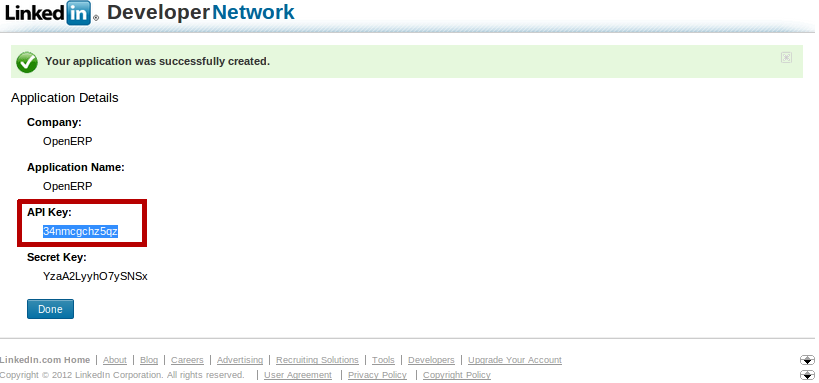 Linked in ® DeveloperNetwork
Your application was successfully created.
Application Details
Company:
OpenERP
Application Name:
OpenERP
API Key:
34nmcgchz5qz
Secret Key:
YzaA2LyyhO7ySNSx
Done
LinkedIn.com Home | About | Blog | Careers | Advertising | Recruiting Solutions | Tools | Developers | Upgrade Your Account
Copyright © 2012 LinkedIn Corporation. All rights reserved. | User Agreement | Privacy Policy | Copyright Policy